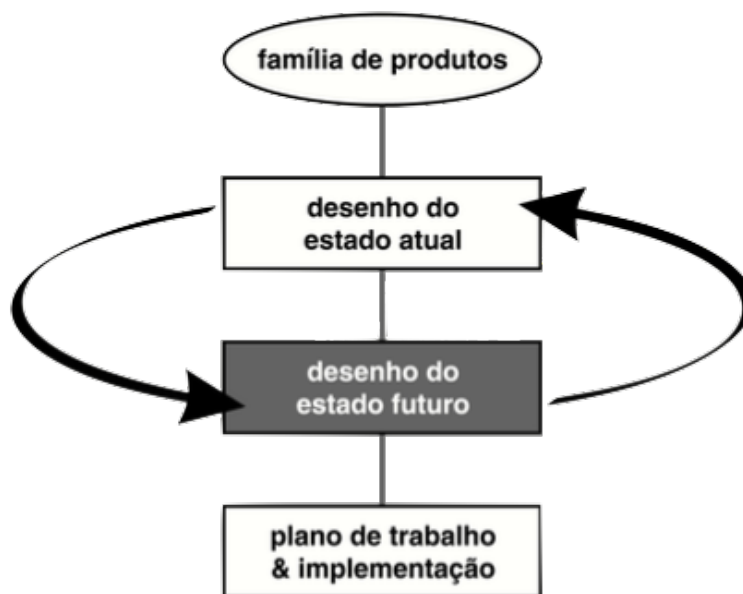 família de produtos
desenho do
estado atual
desenho do
estado futuro
plano de trabalho
& implementação